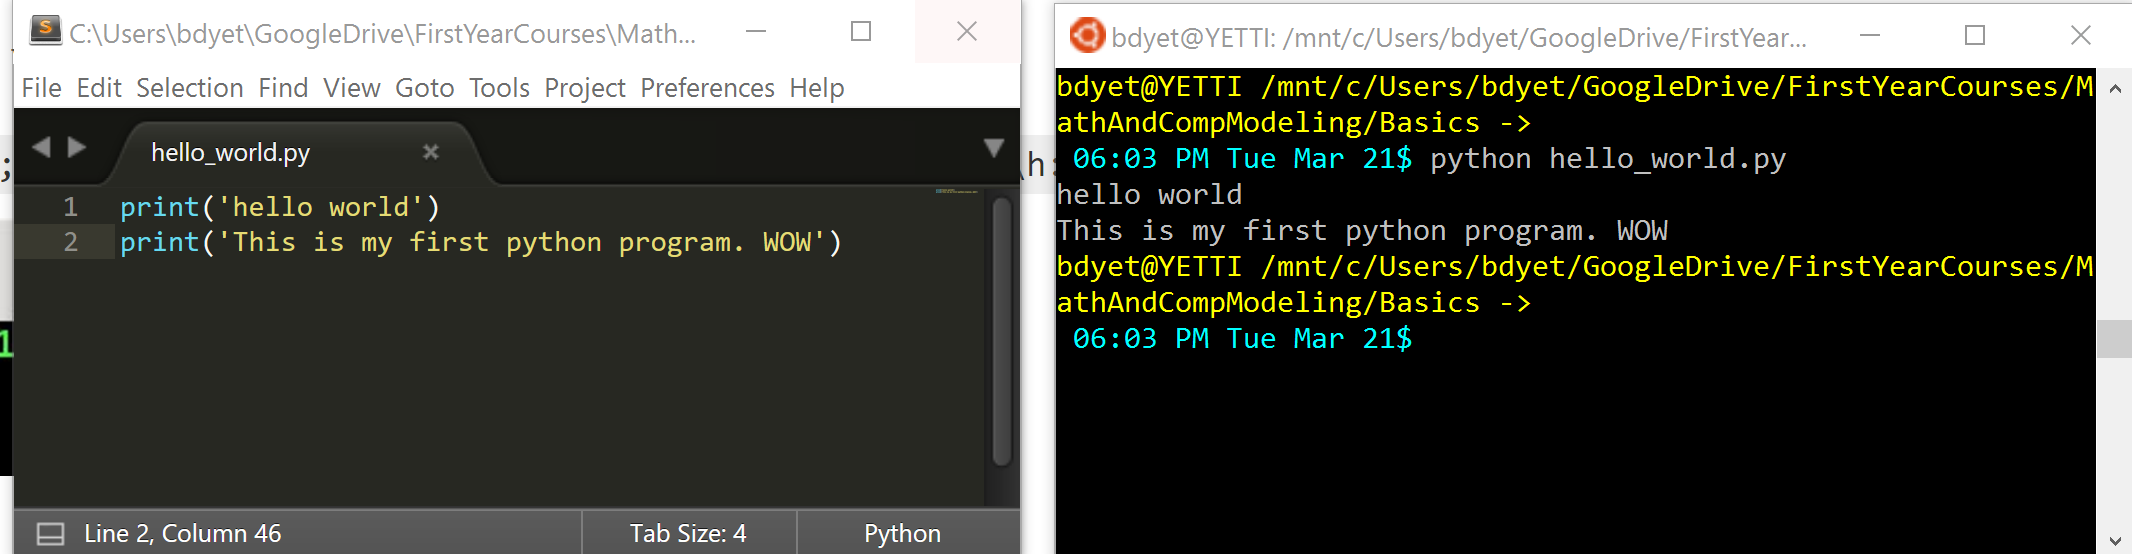 C:\Users\bdyet\GoogleDrive\FirstYearCourses\Math...
File Edit Selection Find View Goto Tools Project Preferences Help
hello_world.py
1 print('hello world')
2 print('This is my first python program. WOW')
Line 2, Column 46 Tab Size: 4 Python
bdyet@YETTI: /mnt/c/Users/bdyet/GoogleDrive/FirstYear...
bdyet@YETTI /mnt/c/Users/bdyet/GoogleDrive/FirstYearCourses/M
athAndCompModeling/Basics ->
06:03 PM Tue Mar 21$ python hello_world.py
hello world
This is my first python program. WOW
bdyet@YETTI /mnt/c/Users/bdyet/GoogleDrive/FirstYearCourses/M
athAndCompModeling/Basics ->
06:03 PM Tue Mar 21$